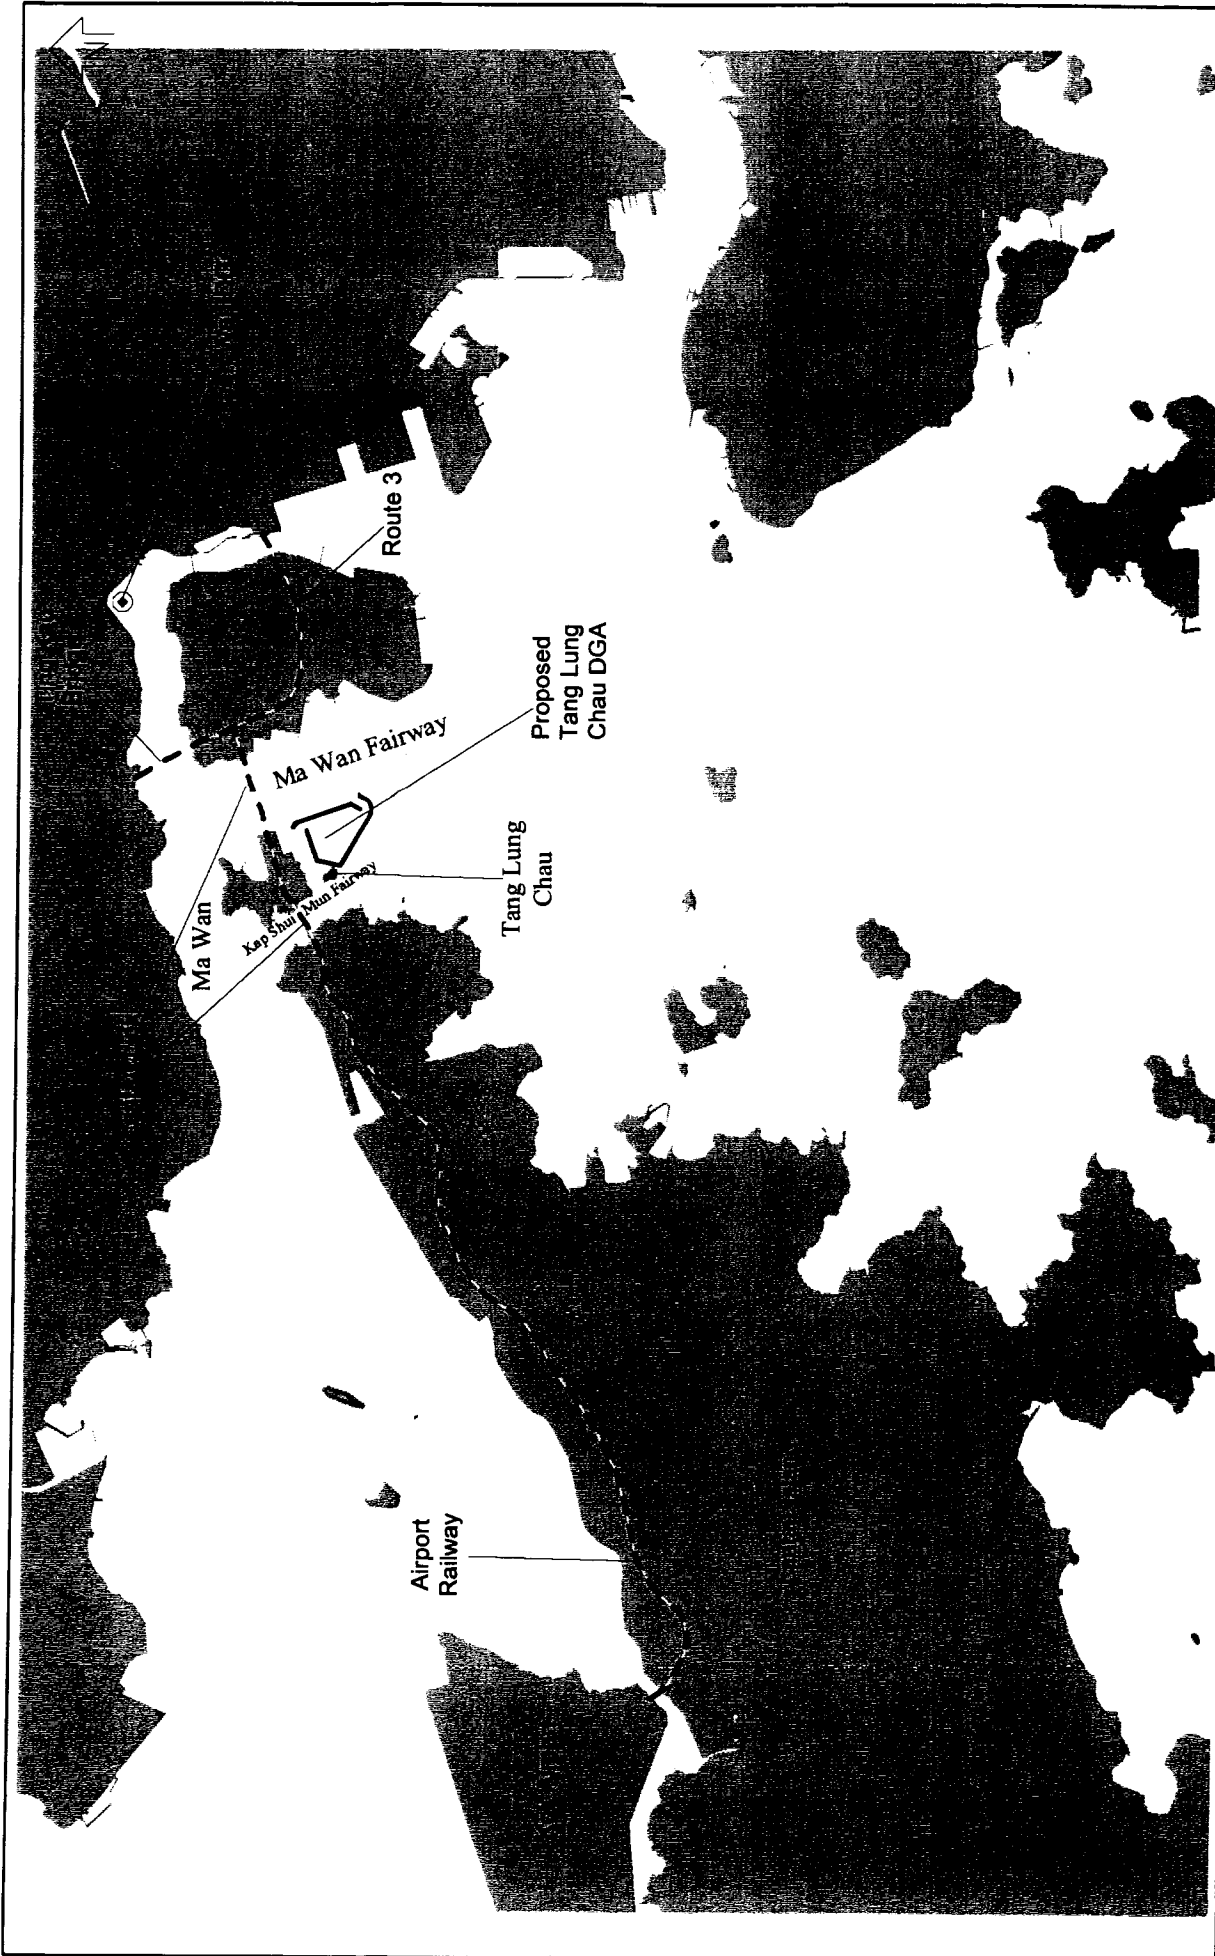 Route 3
Proposed
Tang Lung
Chau DGA
Ma Wan Fairway
Tang Lung
Chau
Kap Shui Mun Fairway
Ma Wan
Airport
Railway